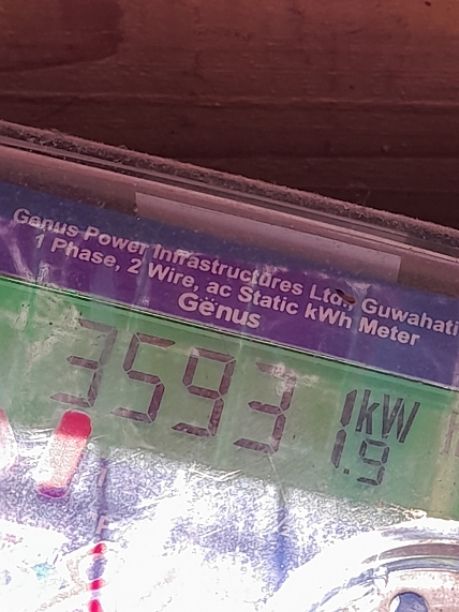 Genus Power Infrastructures Ltd., Guwahati
1 Phase, 2 Wire, ac Static kWh Meter
Genus
3593
kW
1.9